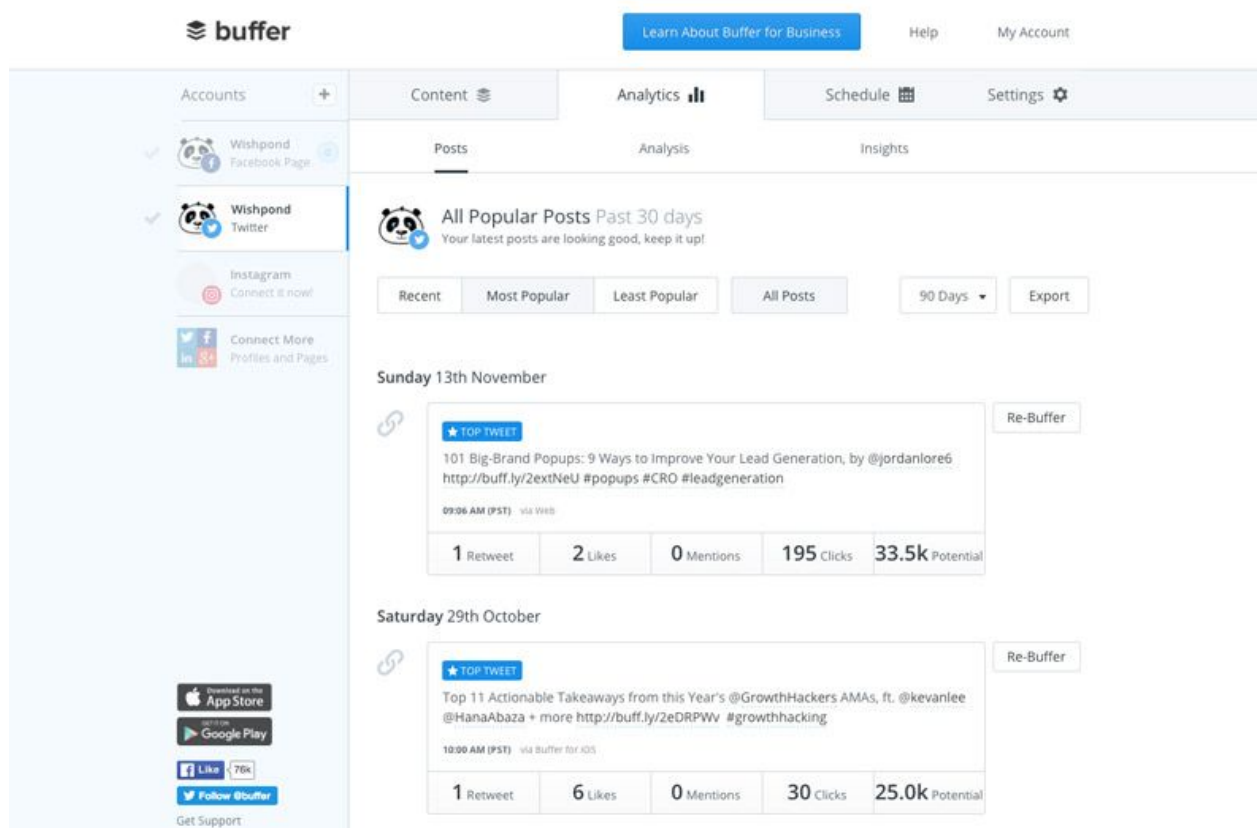 buffer
Learn About Buffer for Business
Help
My Account
Accounts
+
Content
Analytics
Schedule
Settings
Wishpond
Facebook Page
Wishpond
Twitter
Instagram
Connect it now!
Connect More
Profiles and Pages
Posts
Analysis
Insights
All Popular Posts Past 30 days
Your latest posts are looking good, keep it up!
Recent
Most Popular
Least Popular
All Posts
90 Days
Export
Sunday 13th November
TOP TWEET
Re-Buffer
101 Big-Brand Popups: 9 Ways to Improve Your Lead Generation, by @jordanlore6
http://buff.ly/2extNeU #popups #CRO #leadgeneration
09:06 AM (PST) via Web
1 Retweet
2 Likes
0 Mentions
195 Clicks
33.5k Potential
Saturday 29th October
TOP TWEET
Re-Buffer
Top 11 Actionable Takeaways from this Year's @GrowthHackers AMAs, ft. @kevanlee
@HanaAbaza + more http://buff.ly/2eDRPWv #growthhacking
10:00 AM (PST) via Buffer for iOS
1 Retweet
6 Likes
0 Mentions
30 Clicks
25.0k Potential
Download on the
App Store
GET IT ON
Google Play
f Like
76k
Follow @buffer
Get Support